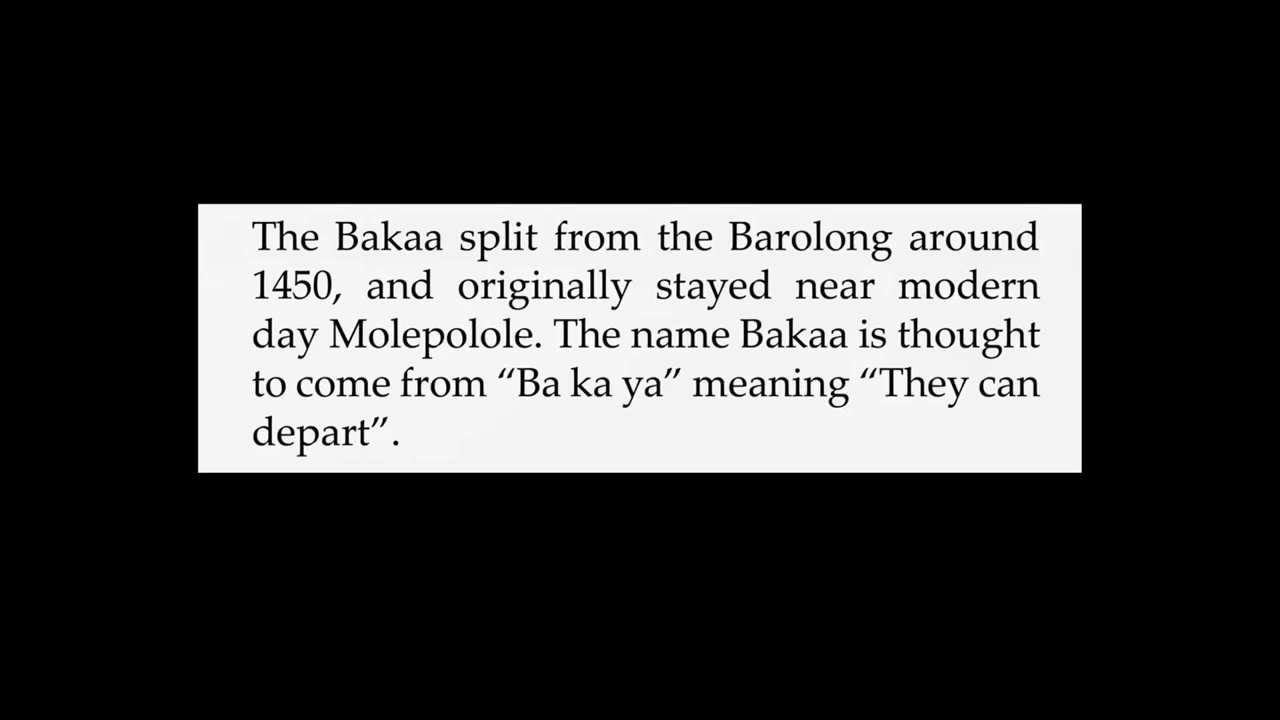 The Bakaa split from the Barolong around
1450, and originally stayed near modern
day Molepolole. The name Bakaa is thought
to come from “Ba ka ya” meaning “They can
depart”.